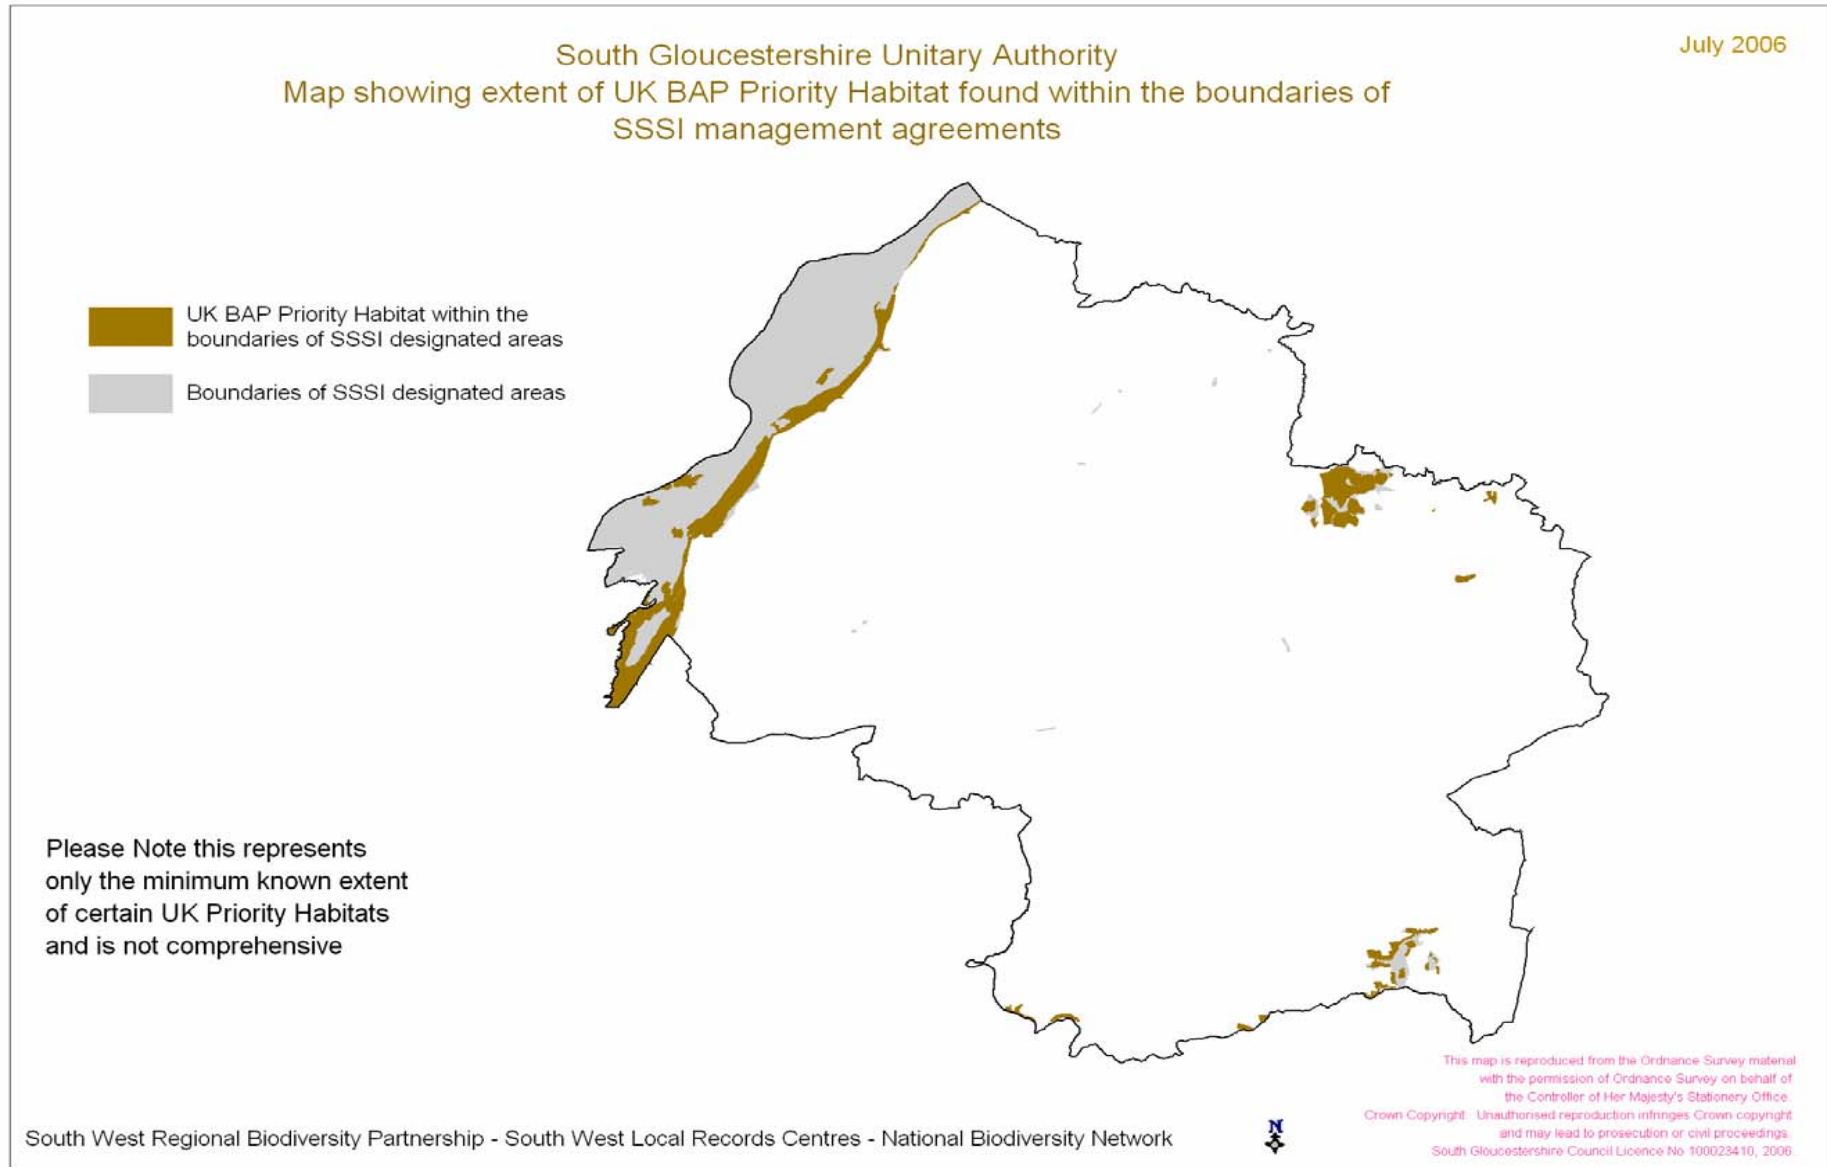 South Gloucestershire Unitary Authority
Map showing extent of UK BAP Priority Habitat found within the boundaries of
SSSI management agreements
July 2006
UK BAP Priority Habitat within the
boundaries of SSSI designated areas
Boundaries of SSSI designated areas
Please Note this represents
only the minimum known extent
of certain UK Priority Habitats
and is not comprehensive
This map is reproduced from the Ordnance Survey material
with the permission of Ordnance Survey on behalf of
the Controller of Her Majesty's Stationery Office.
Crown Copyright. Unauthorised reproduction infringes Crown copyright
and may lead to prosecution or civil proceedings.
South Gloucestershire Council Licence No 100023410, 2006.
South West Regional Biodiversity Partnership - South West Local Records Centres - National Biodiversity Network
N